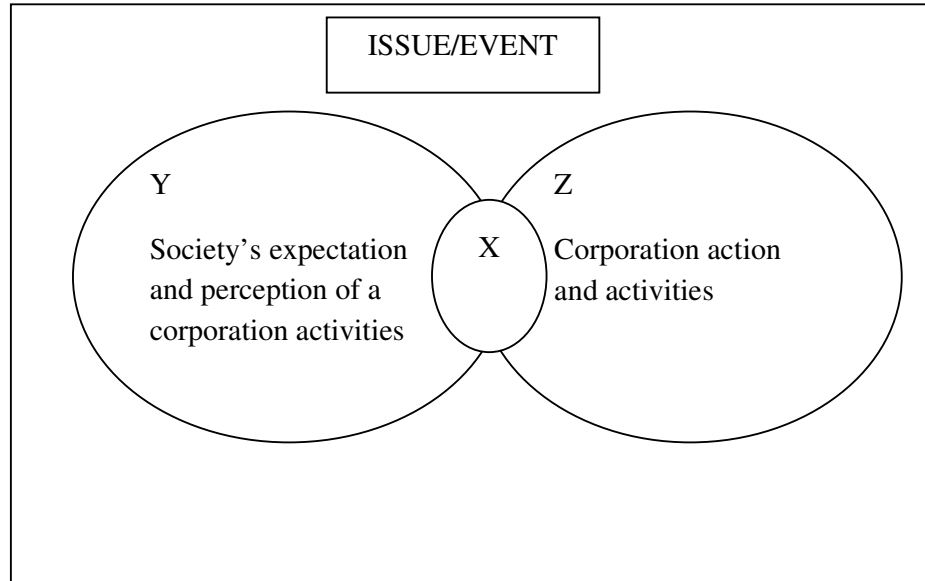 ISSUE/EVENT
Y
Society’s expectation
and perception of a
corporation activities
X
Z
Corporation action
and activities